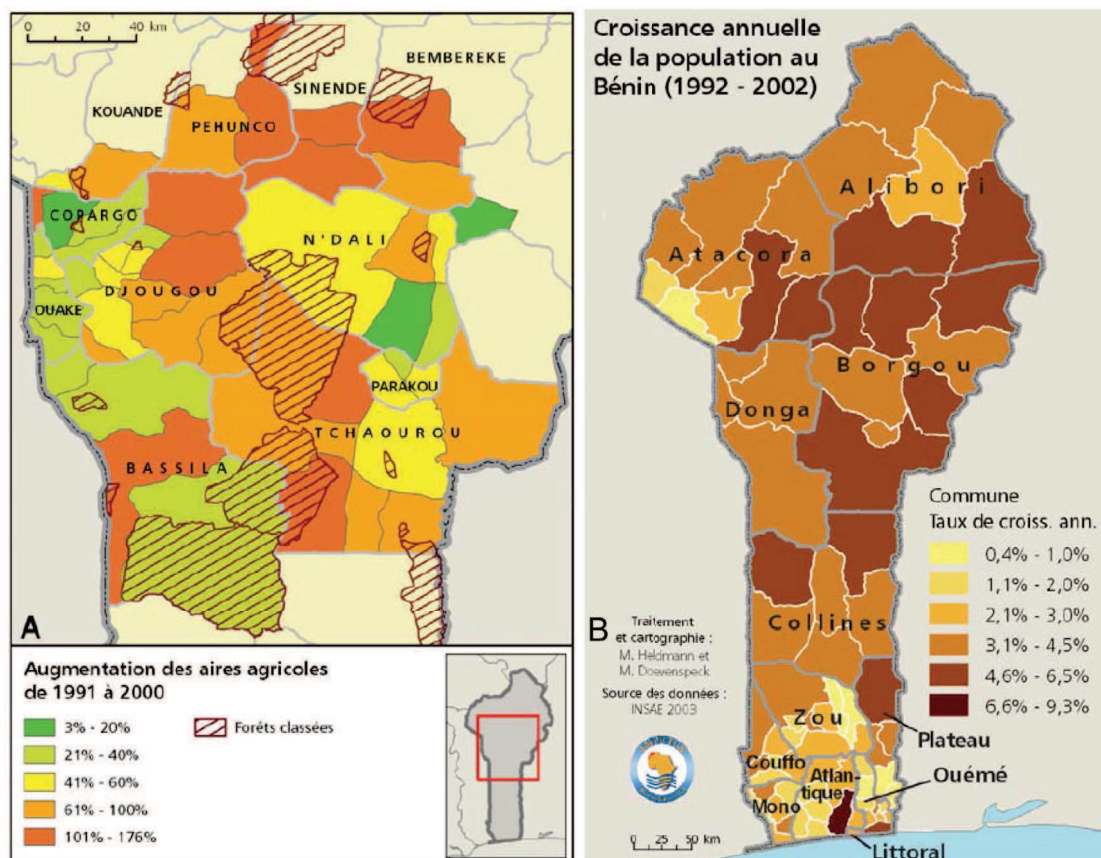 0 20 40 km
BEMBEREKE
SINENDE
KOUANDE
PEHUNCO
COPARGO
N'DALI
DJOUGOU
OUAKE
PARAKOU
TCHAOUROU
BASSILA
A
Augmentation des aires agricoles
de 1991 à 2000
3% - 20%
21% - 40%
41% - 60%
61% - 100%
101% - 176%
Forêts classées
Croissance annuelle
de la population au
Bénin (1992 - 2002)
Alibori
Atacora
Borgou
Donga
Collines
Zou
Plateau
Couffo
Atlan-
tique
Ouémé
Mono
Littoral
Commune
Taux de croiss. ann.
0,4% - 1,0%
1,1% - 2,0%
2,1% - 3,0%
3,1% - 4,5%
4,6% - 6,5%
6,6% - 9,3%
B
Traitement
et cartographie :
M. Heldmann et
M. Doevenspeck
Source des données :
INSAE 2003
0 25 50 km